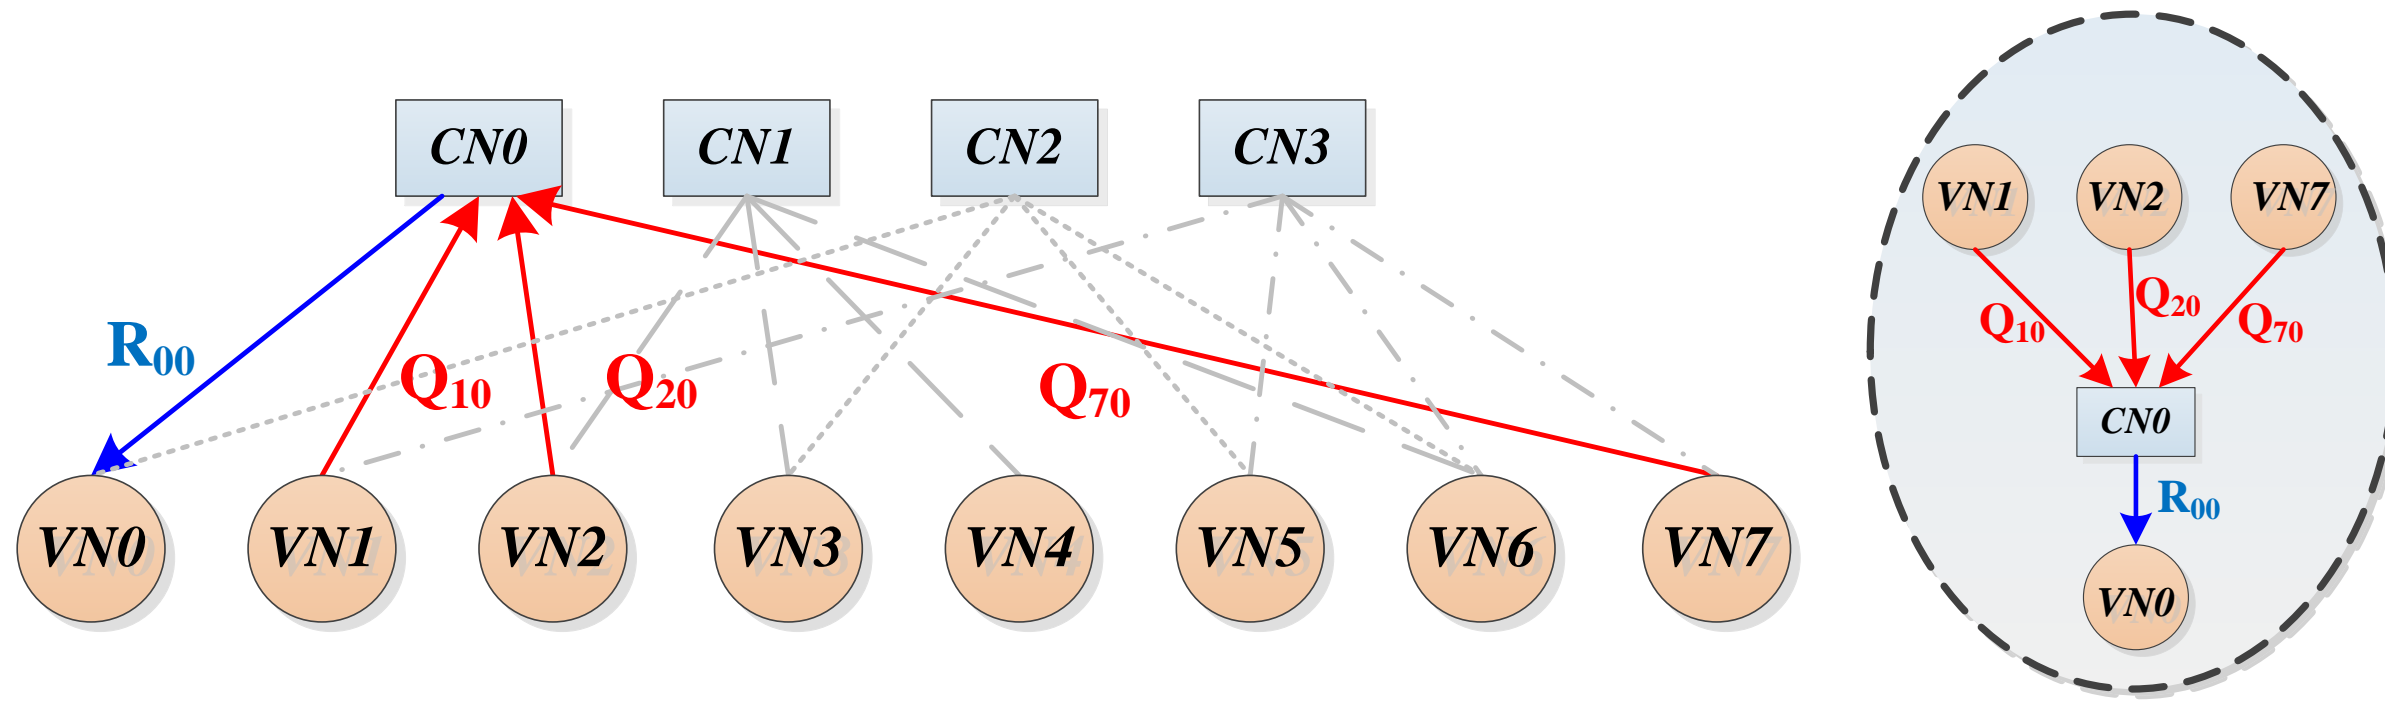 CN0 CN1 CN2 CN3
R00 Q10 Q20 Q70
VN0 VN1 VN2 VN3 VN4 VN5 VN6 VN7
VN1 VN2 VN7
Q10 Q20 Q70
CN0
R00
VN0